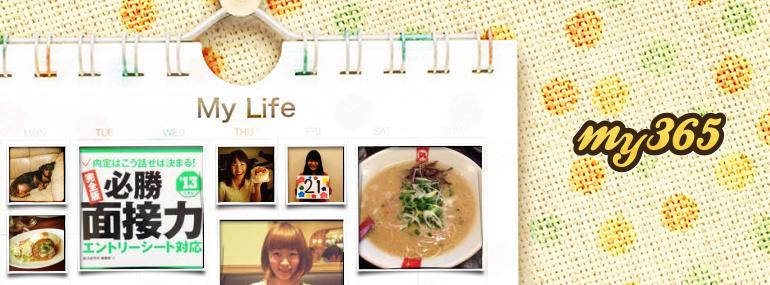 My Life
MON TUE WED THU FRI SAT SUN
内定はこう話せば決まる!
完全版
必勝
'13
面接力
エントリーシート対応
21
my365